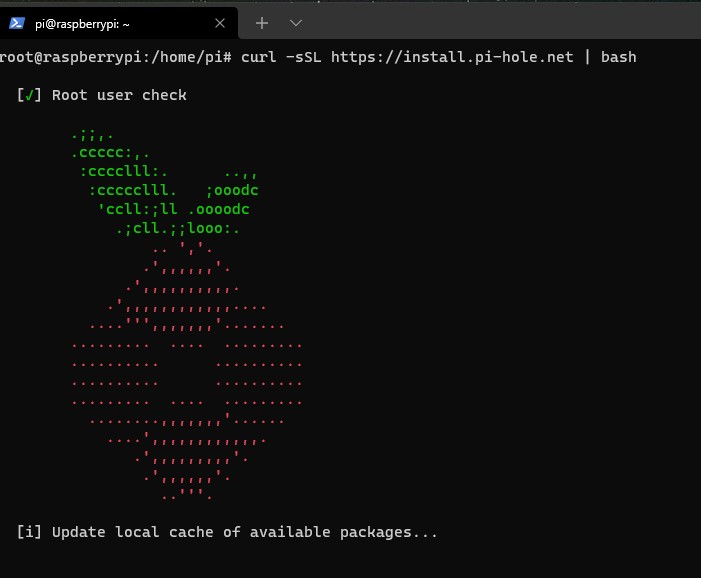 pi@raspberrypi: ~
root@raspberrypi:/home/pi# curl -sSL https://install.pi-hole.net | bash
[✓] Root user check
        .;;,.
        .ccccc:,.
         :cccclll:.      ..,,
          :ccccclll.   ;ooodc
           'ccll:;ll .oooodc
             .;cll.;;looo:.
                 .. ','.
                .',,,,,,'.
              .',,,,,,,,,,.
            .',,,,,,,,,,,,....
          ....''',,,,,,,'.......
        .........  ....  .........
        ..........      ..........
        ..........      ..........
        .........  ....  .........
          ........,,,,,,,'......
            ....',,,,,,,,,,,,.
               .',,,,,,,,,'.
                .',,,,,,'.
                  ..'''.
[i] Update local cache of available packages...